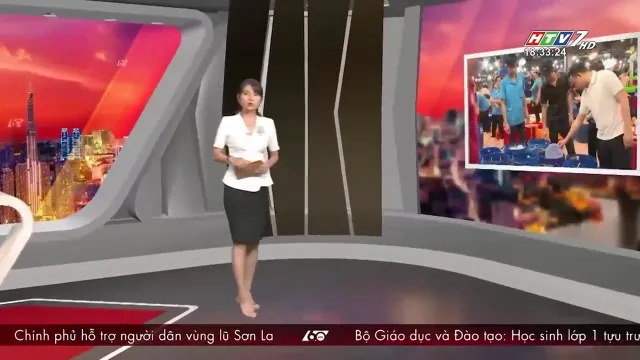 HTV7 HD
18:33:24
Chính phủ hỗ trợ người dân vùng lũ Sơn La 60 Bộ Giáo dục và Đào tạo: Học sinh lớp 1 tựu trư